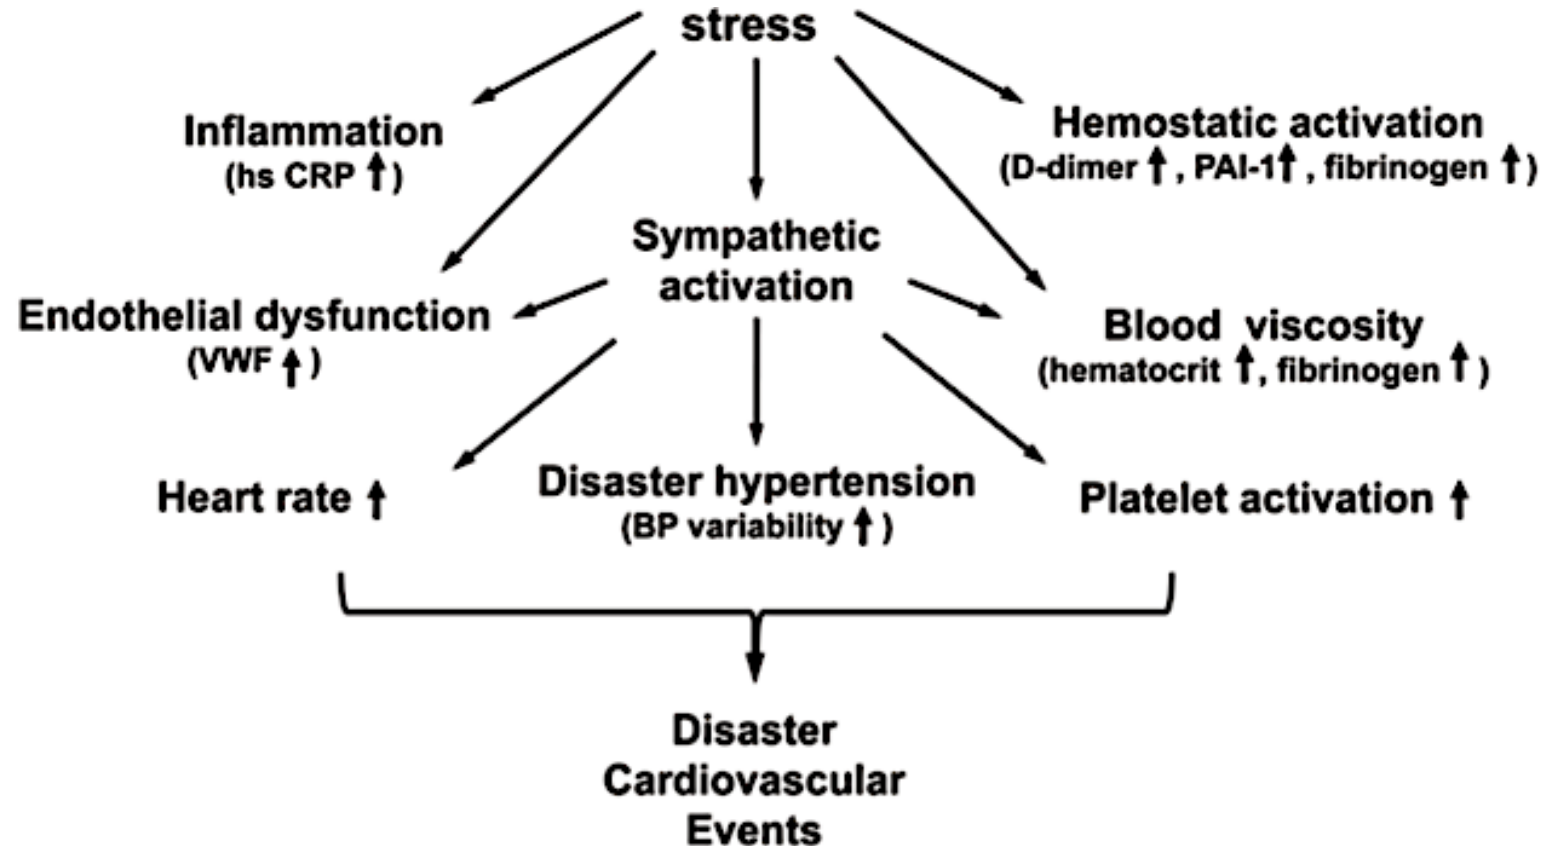 stress
Inflammation
(hs CRP ↑)
Hemostatic activation
(D-dimer ↑, PAI-1↑, fibrinogen ↑)
Sympathetic
activation
Endothelial dysfunction
(VWF ↑)
Blood viscosity
(hematocrit ↑, fibrinogen ↑)
Heart rate ↑
Disaster hypertension
(BP variability ↑)
Platelet activation ↑
Disaster
Cardiovascular
Events